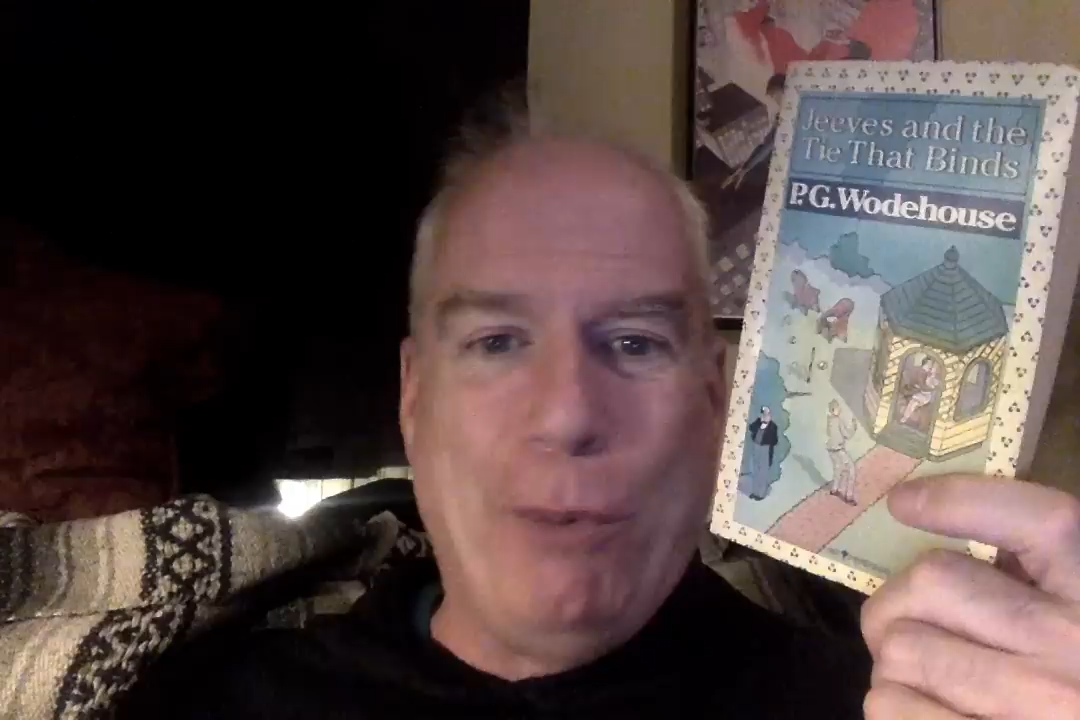 Jeeves and the
Tie That Binds
P.G. Wodehouse